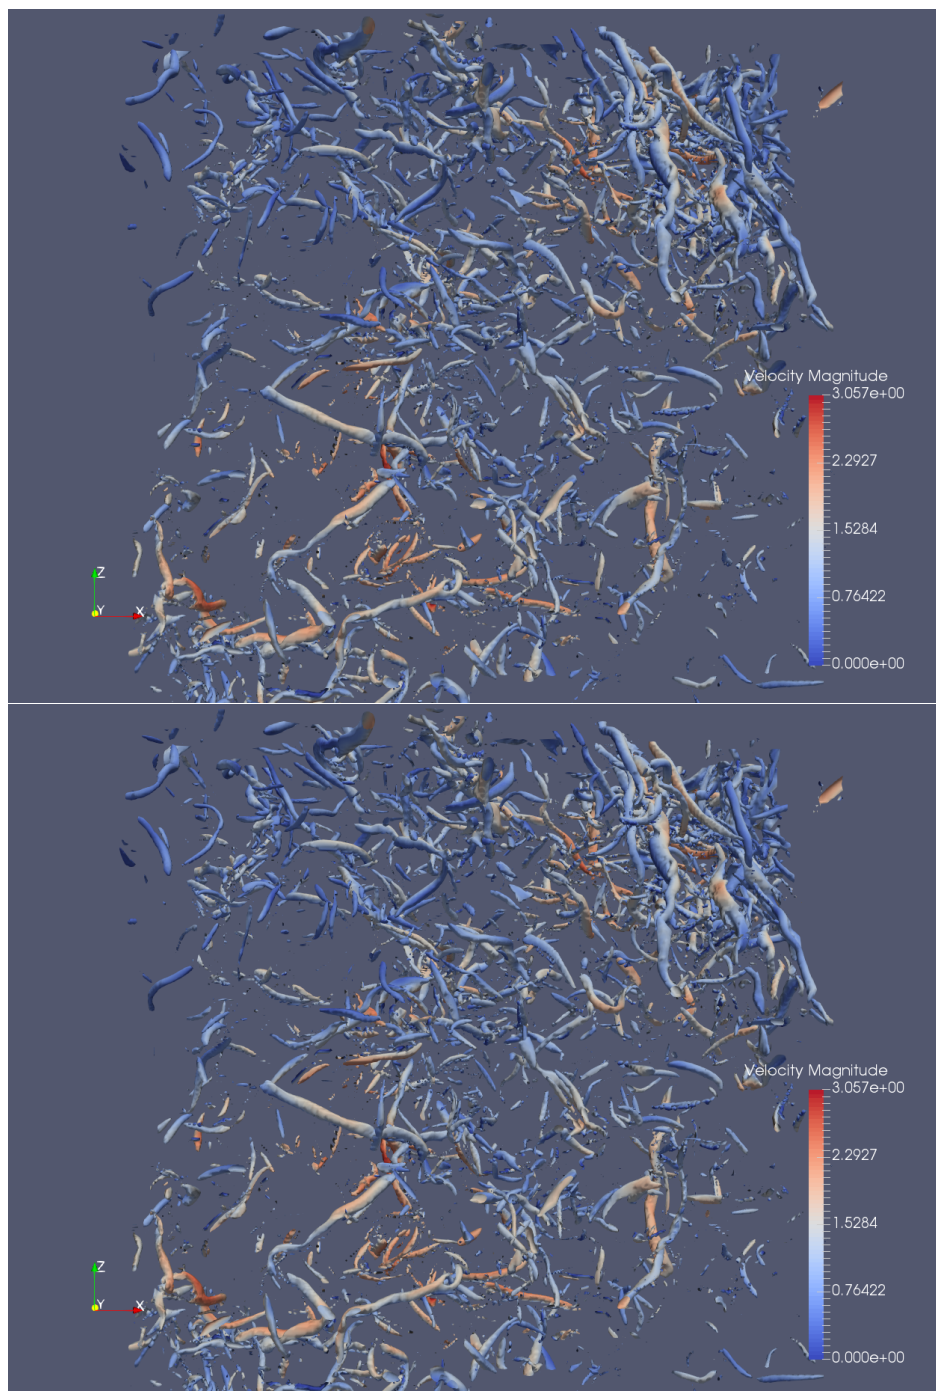 Velocity Magnitude
3.057e+00
2.2927
1.5284
0.76422
0.000e+00
Z
Y X
Velocity Magnitude
3.057e+00
2.2927
1.5284
0.76422
0.000e+00
Z
Y X